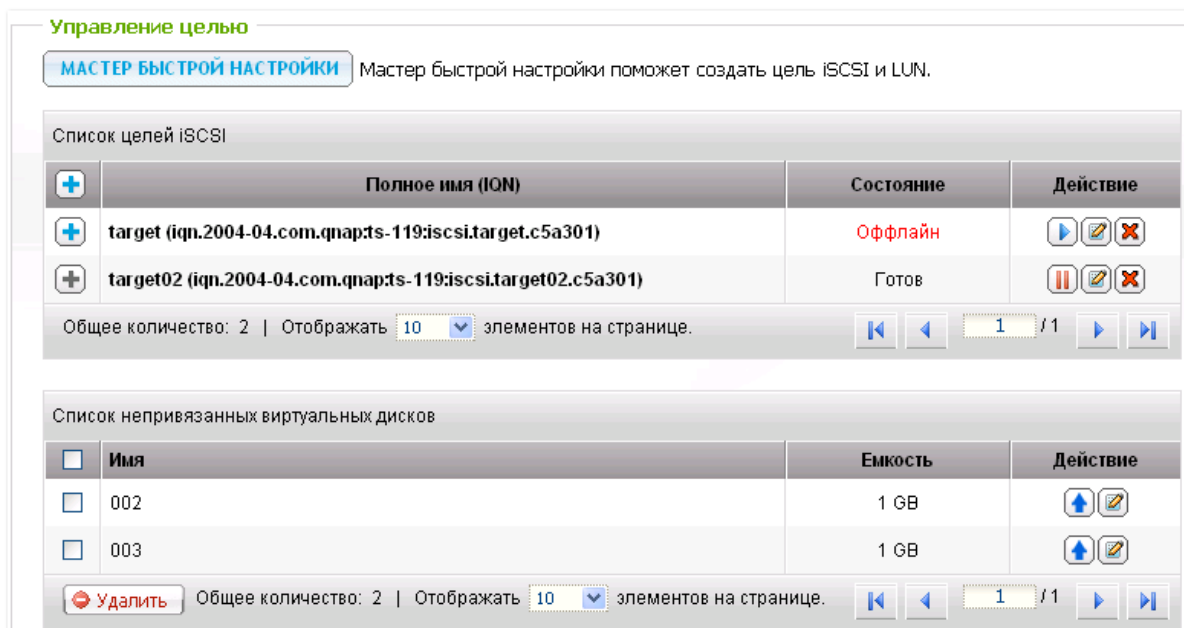 Управление целью
МАСТЕР БЫСТРОЙ НАСТРОЙКИ Мастер быстрой настройки поможет создать цель iSCSI и LUN.
Список целей iSCSI
Полное имя (IQN) Состояние Действие
target (iqn.2004-04.com.qnap:ts-119:iscsi.target.c5a301) Оффлайн
target02 (iqn.2004-04.com.qnap:ts-119:iscsi.target02.c5a301) Готов
Общее количество: 2 | Отображать 10 элементов на странице. 1 / 1
Список непривязанных виртуальных дисков
Имя Емкость Действие
002 1 GB
003 1 GB
Удалить Общее количество: 2 | Отображать 10 элементов на странице. 1 / 1